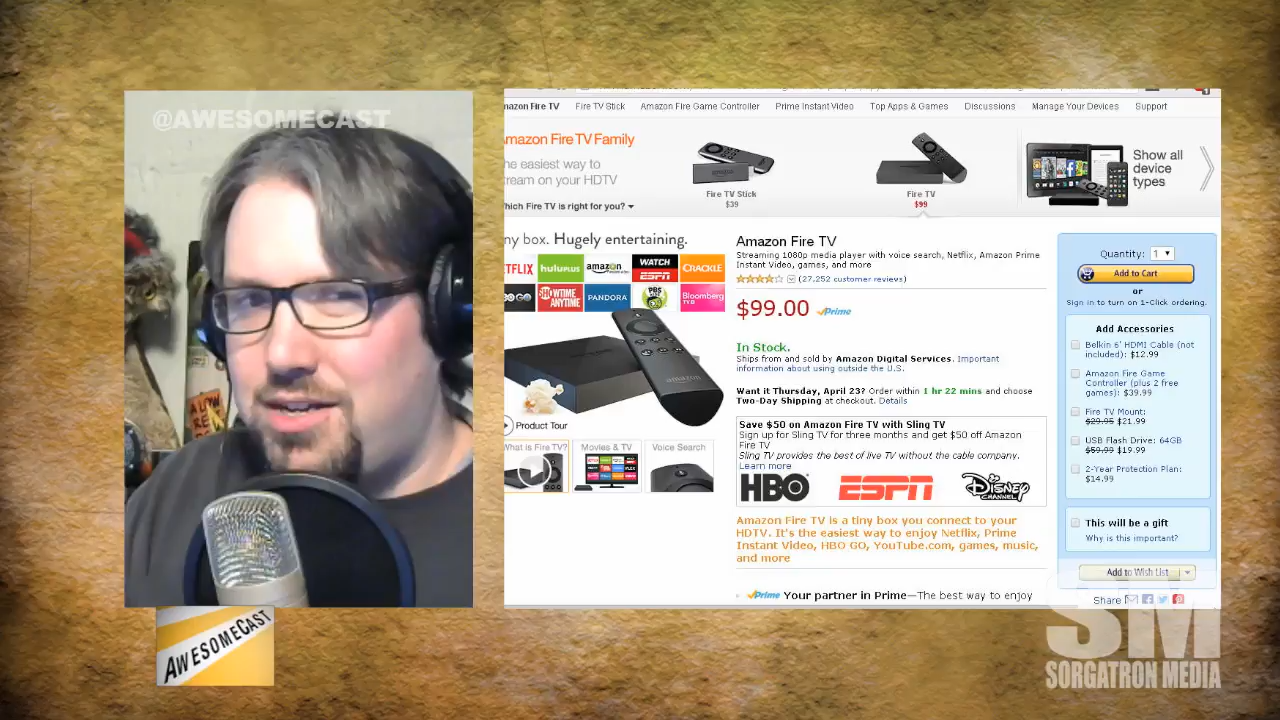 @AWESOMECAST
mazon Fire TV Fire TV Stick Amazon Fire Game Controller Prime Instant Video Top Apps & Games Discussions Manage Your Devices Support
mazon Fire TV Family
he easiest way to
ream on your HDTV
hich Fire TV is right for you?
Fire TV Stick
$39
Fire TV
$99
Show all
device
types
ny box. Hugely entertaining.
TFLIX huluPLUS amazon WATCH ESPN CRACKLE
BO GO SHOWTIME ANYTIME PANDORA PBS Bloomberg TV
Product Tour
What is Fire TV? Movies & TV Voice Search
Amazon Fire TV
Streaming 1080p media player with voice search, Netflix, Amazon Prime
Instant Video, games, and more
(27,252 customer reviews)
$99.00 Prime
In Stock.
Ships from and sold by Amazon Digital Services. Important
information about using outside the U.S.
Want it Thursday, April 23? Order within 1 hr 22 mins and choose
Two-Day Shipping at checkout. Details
Save $50 on Amazon Fire TV with Sling TV
Sign up for Sling TV for three months and get $50 off Amazon
Fire TV
Sling TV provides the best of live TV without the cable company.
Learn more
HBO ESPN Disney CHANNEL
Amazon Fire TV is a tiny box you connect to your
HDTV. It's the easiest way to enjoy Netflix, Prime
Instant Video, HBO GO, YouTube.com, games, music,
and more
Prime Your partner in Prime—The best way to enjoy
Quantity: 1
Add to Cart
or
Sign in to turn on 1-Click ordering.
Add Accessories
Belkin 6' HDMI Cable (not
included): $12.99
Amazon Fire Game
Controller (plus 2 free
games): $39.99
Fire TV Mount:
$29.95 $21.99
USB Flash Drive: 64GB
$59.09 $19.99
2-Year Protection Plan:
$14.99
This will be a gift
Why is this important?
Add to Wish List
Share
AWESOMECAST
SM
SORGATRON MEDIA